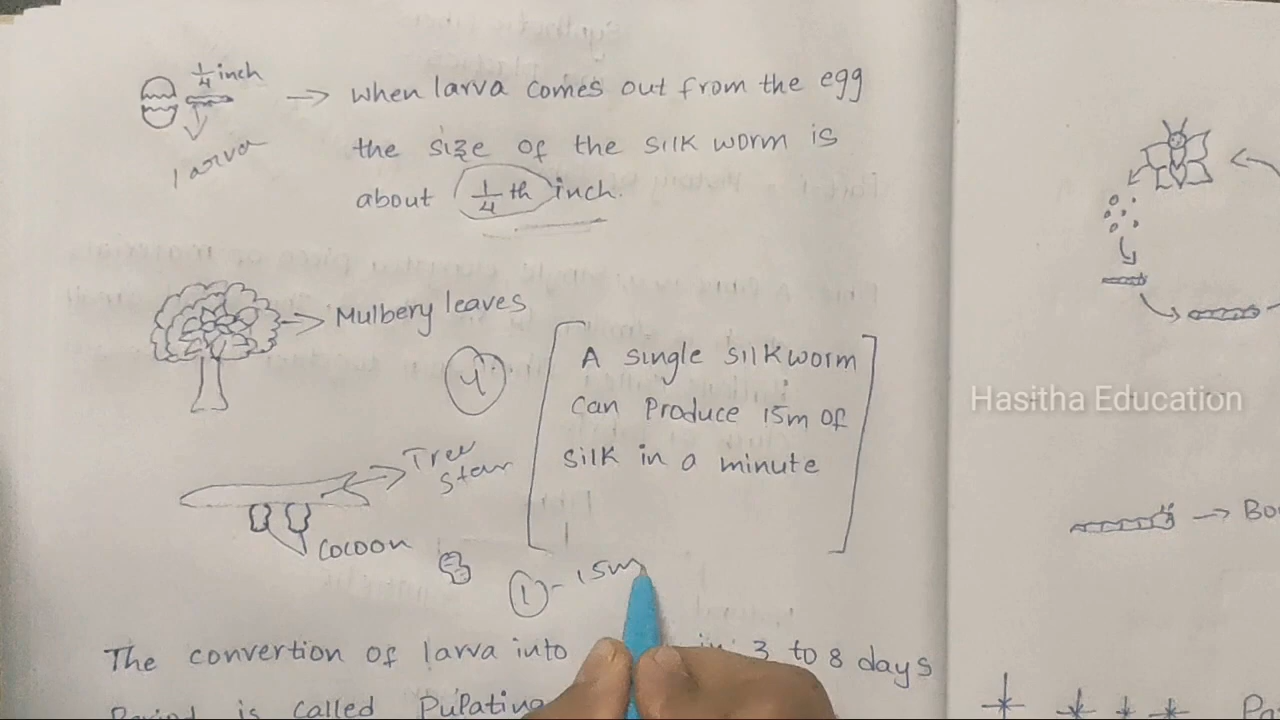 1/4 inch
larva
when larva comes out from the egg
the size of the silk worm is
about 1/4 th inch.
Mulbery leaves
4
A single silkworm
can produce 15m of
silk in a minute
Tree
Stem
Cocoon
1 - 15m
The convertion of larva into 3 to 8 days
Period is called Pupating
Hasitha Education